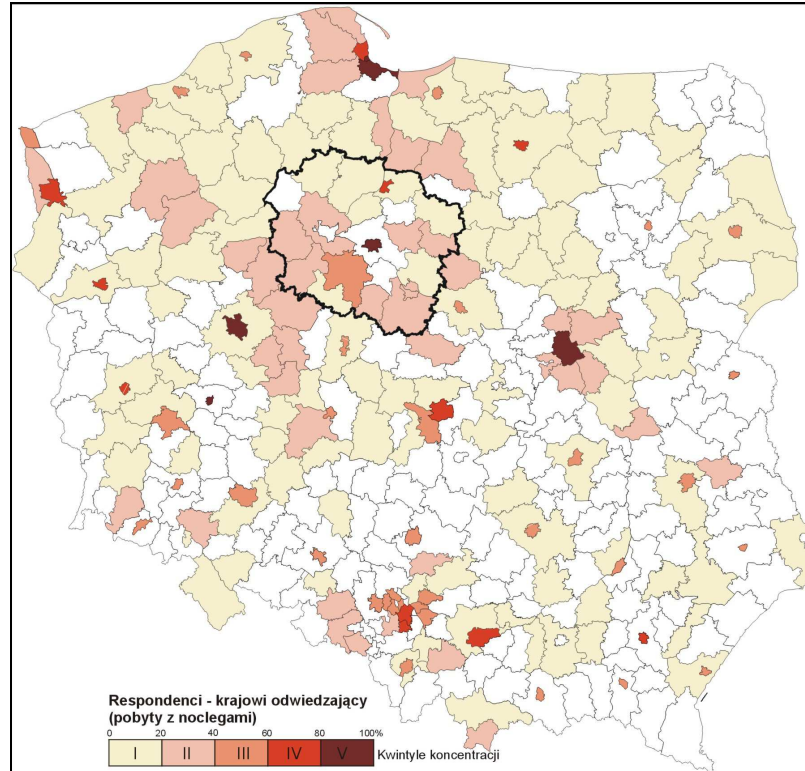 Respondenci - krajowi odwiedzający
(pobyty z noclegami)
0 20 40 60 80 100%
I II III IV V Kwintyle koncentracji